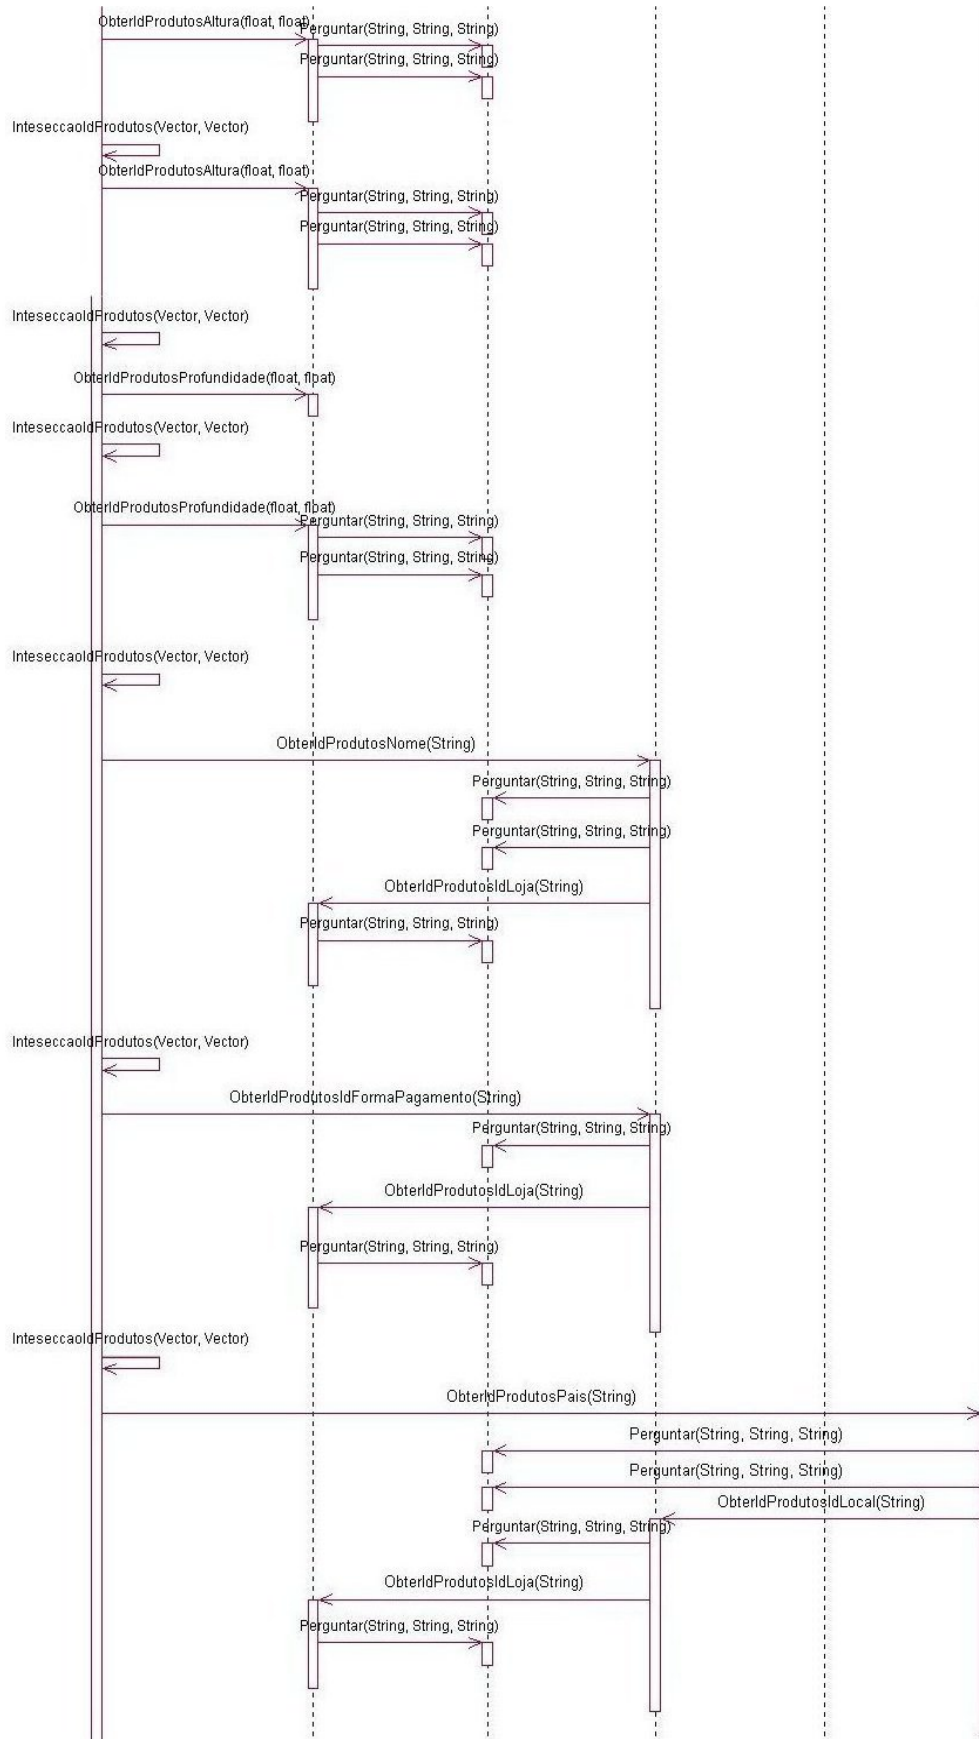 ObterIdProdutosAltura(float, float)
Perguntar(String, String, String)
Perguntar(String, String, String)
InteseccaoIdProdutos(Vector, Vector)
ObterIdProdutosAltura(float, float)
Perguntar(String, String, String)
Perguntar(String, String, String)
InteseccaoIdProdutos(Vector, Vector)
ObterIdProdutosProfundidade(float, float)
InteseccaoIdProdutos(Vector, Vector)
ObterIdProdutosProfundidade(float, float)
Perguntar(String, String, String)
Perguntar(String, String, String)
InteseccaoIdProdutos(Vector, Vector)
ObterIdProdutosNome(String)
Perguntar(String, String, String)
Perguntar(String, String, String)
ObterIdProdutosIdLoja(String)
Perguntar(String, String, String)
InteseccaoIdProdutos(Vector, Vector)
ObterIdProdutosIdFormaPagamento(String)
Perguntar(String, String, String)
ObterIdProdutosIdLoja(String)
Perguntar(String, String, String)
InteseccaoIdProdutos(Vector, Vector)
ObterIdProdutosPais(String)
Perguntar(String, String, String)
Perguntar(String, String, String)
ObterIdProdutosIdLocal(String)
Perguntar(String, String, String)
ObterIdProdutosIdLoja(String)
Perguntar(String, String, String)